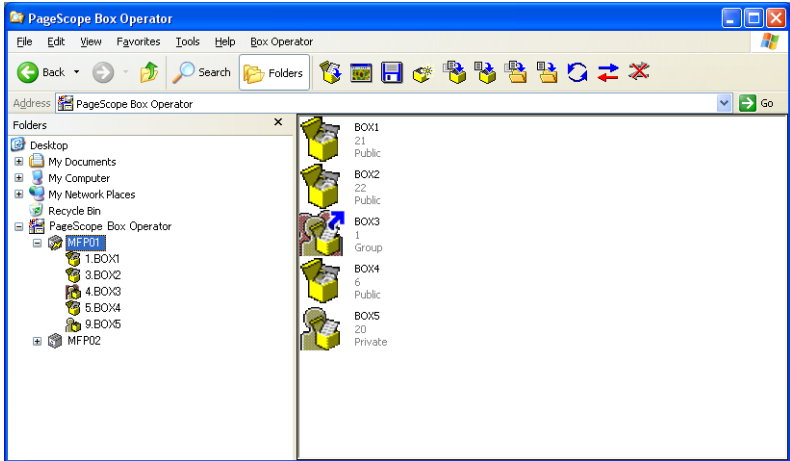 PageScope Box Operator
File Edit View Favorites Tools Help Box Operator
Back Search Folders
Address PageScope Box Operator Go
Folders
Desktop
My Documents
My Computer
My Network Places
Recycle Bin
PageScope Box Operator
MFP01
1.BOX1
3.BOX2
4.BOX3
5.BOX4
9.BOX5
MFP02
BOX1
21
Public
BOX2
22
Public
BOX3
1
Group
BOX4
6
Public
BOX5
20
Private